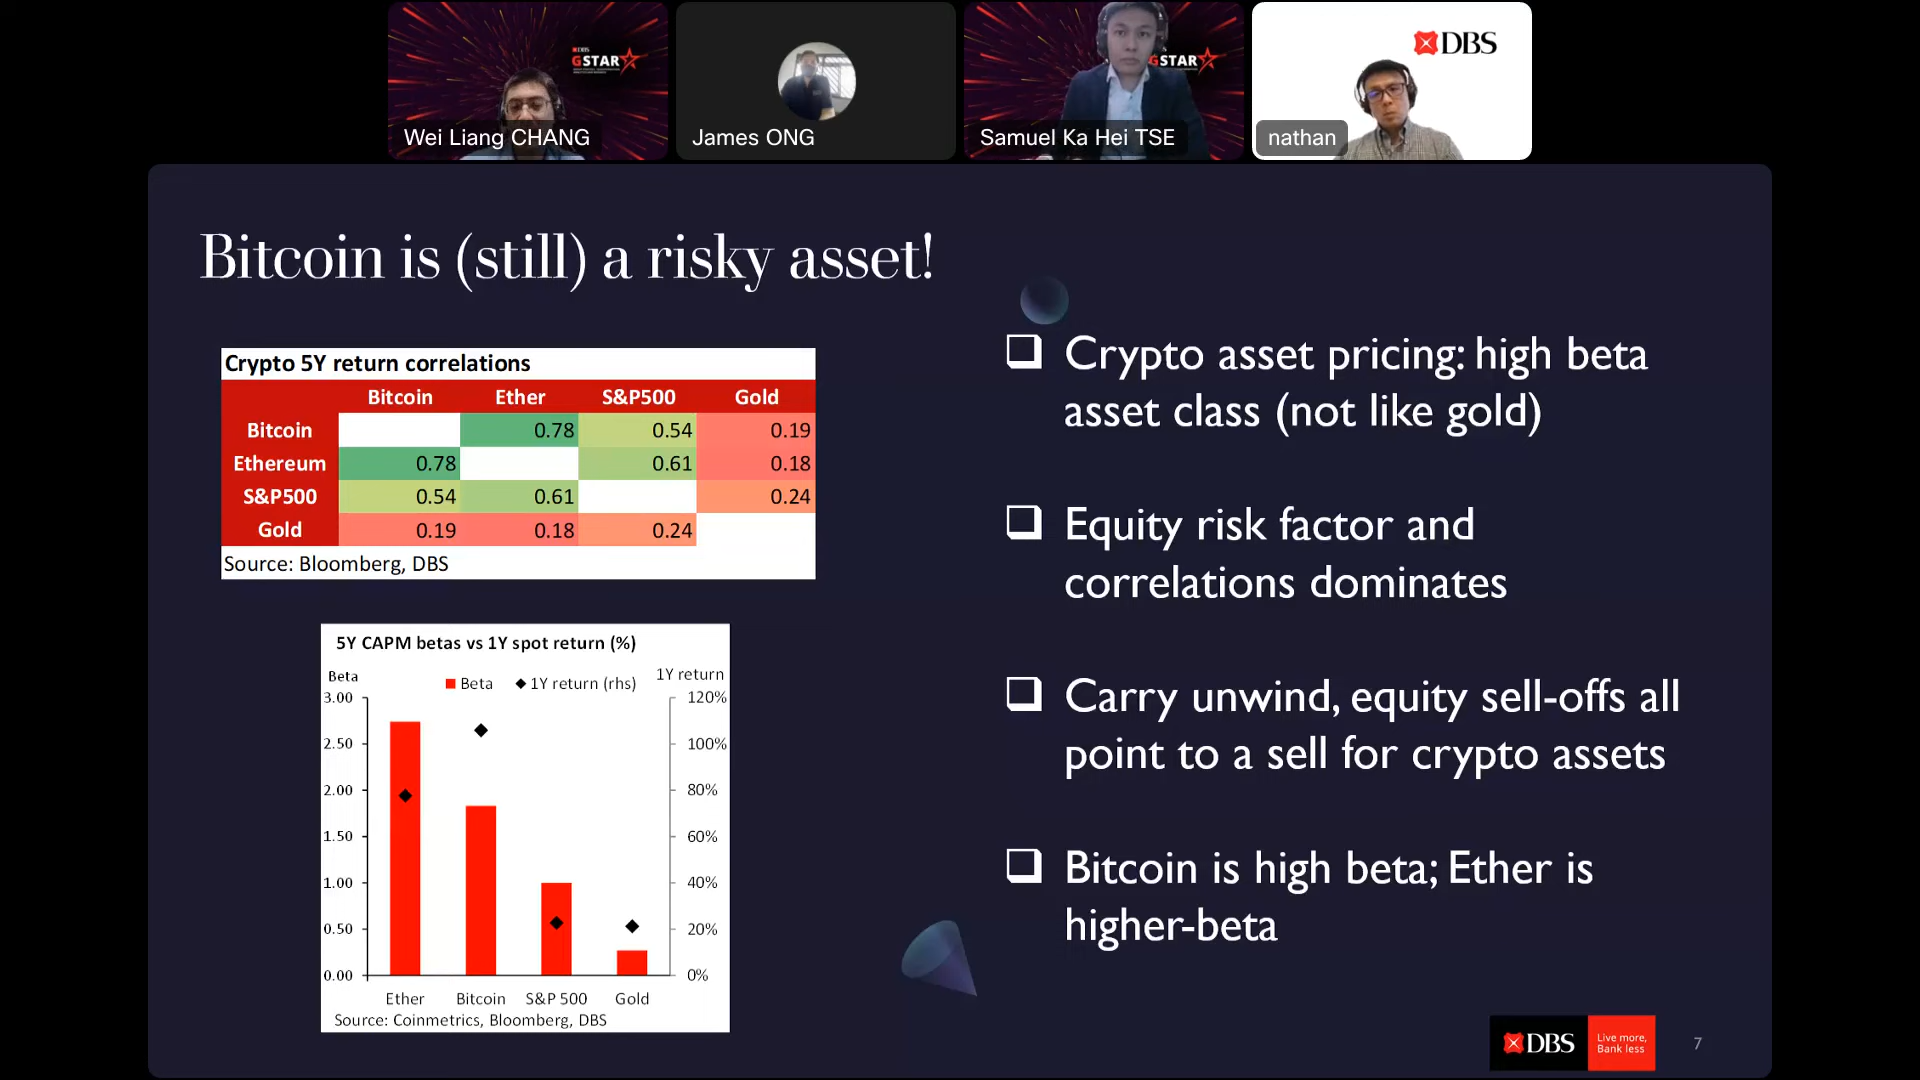 DBS
GSTAR
Wei Liang CHANG
James ONG
GSTAR
Samuel Ka Hei TSE
DBS
nathan
Bitcoin is (still) a risky asset!
Crypto 5Y return correlations
Bitcoin Ether S&P500 Gold
Bitcoin 0.78 0.54 0.19
Ethereum 0.78 0.61 0.18
S&P500 0.54 0.61 0.24
Gold 0.19 0.18 0.24
Source: Bloomberg, DBS
5Y CAPM betas vs 1Y spot return (%)
Beta
1Y return
Beta 1Y return (rhs)
3.00 120%
2.50 100%
2.00 80%
1.50 60%
1.00 40%
0.50 20%
0.00 0%
Ether Bitcoin S&P 500 Gold
Source: Coinmetrics, Bloomberg, DBS
Crypto asset pricing: high beta
asset class (not like gold)
Equity risk factor and
correlations dominates
Carry unwind, equity sell-offs all
point to a sell for crypto assets
Bitcoin is high beta; Ether is
higher-beta
DBS
Live more,
Bank less
7